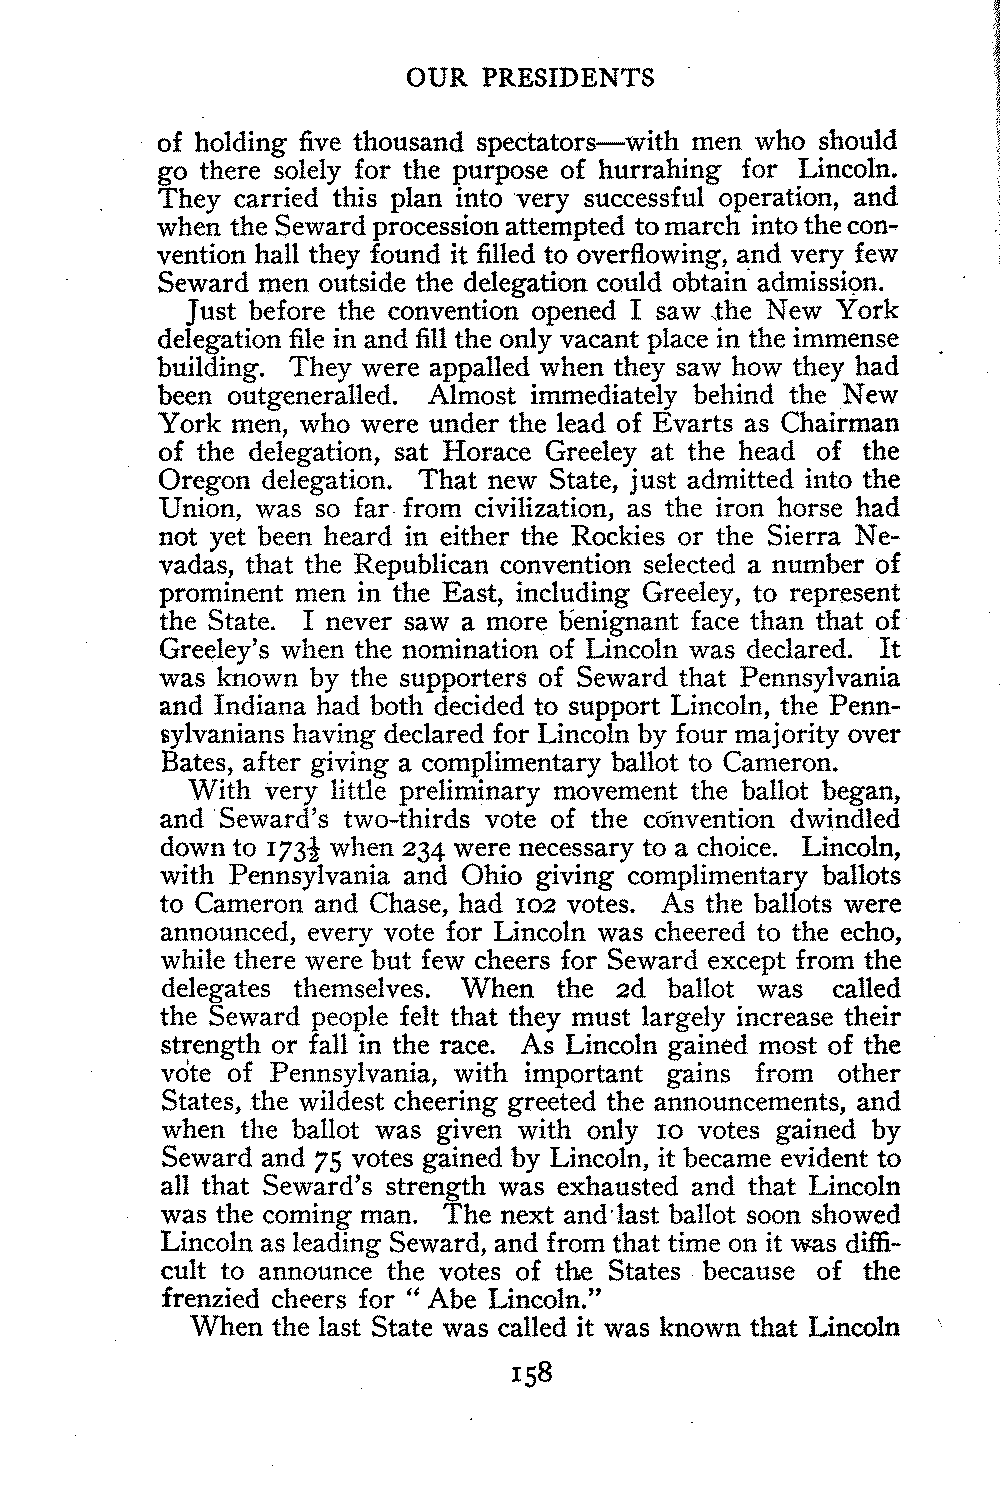 OUR PRESIDENTS
of holding five thousand spectators—with men who should
go there solely for the purpose of hurrahing for Lincoln.
They carried this plan into very successful operation, and
when the Seward procession attempted to march into the con-
vention hall they found it filled to overflowing, and very few
Seward men outside the delegation could obtain admission.
Just before the convention opened I saw the New York
delegation file in and fill the only vacant place in the immense
building. They were appalled when they saw how they had
been outgeneralled. Almost immediately behind the New
York men, who were under the lead of Evarts as Chairman
of the delegation, sat Horace Greeley at the head of the
Oregon delegation. That new State, just admitted into the
Union, was so far from civilization, as the iron horse had
not yet been heard in either the Rockies or the Sierra Ne-
vadas, that the Republican convention selected a number of
prominent men in the East, including Greeley, to represent
the State. I never saw a more benignant face than that of
Greeley's when the nomination of Lincoln was declared. It
was known by the supporters of Seward that Pennsylvania
and Indiana had both decided to support Lincoln, the Penn-
sylvanians having declared for Lincoln by four majority over
Bates, after giving a complimentary ballot to Cameron.
With very little preliminary movement the ballot began,
and Seward's two-thirds vote of the convention dwindled
down to 173½ when 234 were necessary to a choice. Lincoln,
with Pennsylvania and Ohio giving complimentary ballots
to Cameron and Chase, had 102 votes. As the ballots were
announced, every vote for Lincoln was cheered to the echo,
while there were but few cheers for Seward except from the
delegates themselves. When the 2d ballot was called
the Seward people felt that they must largely increase their
strength or fall in the race. As Lincoln gained most of the
vote of Pennsylvania, with important gains from other
States, the wildest cheering greeted the announcements, and
when the ballot was given with only 10 votes gained by
Seward and 75 votes gained by Lincoln, it became evident to
all that Seward's strength was exhausted and that Lincoln
was the coming man. The next and last ballot soon showed
Lincoln as leading Seward, and from that time on it was diffi-
cult to announce the votes of the States because of the
frenzied cheers for "Abe Lincoln."
When the last State was called it was known that Lincoln
158